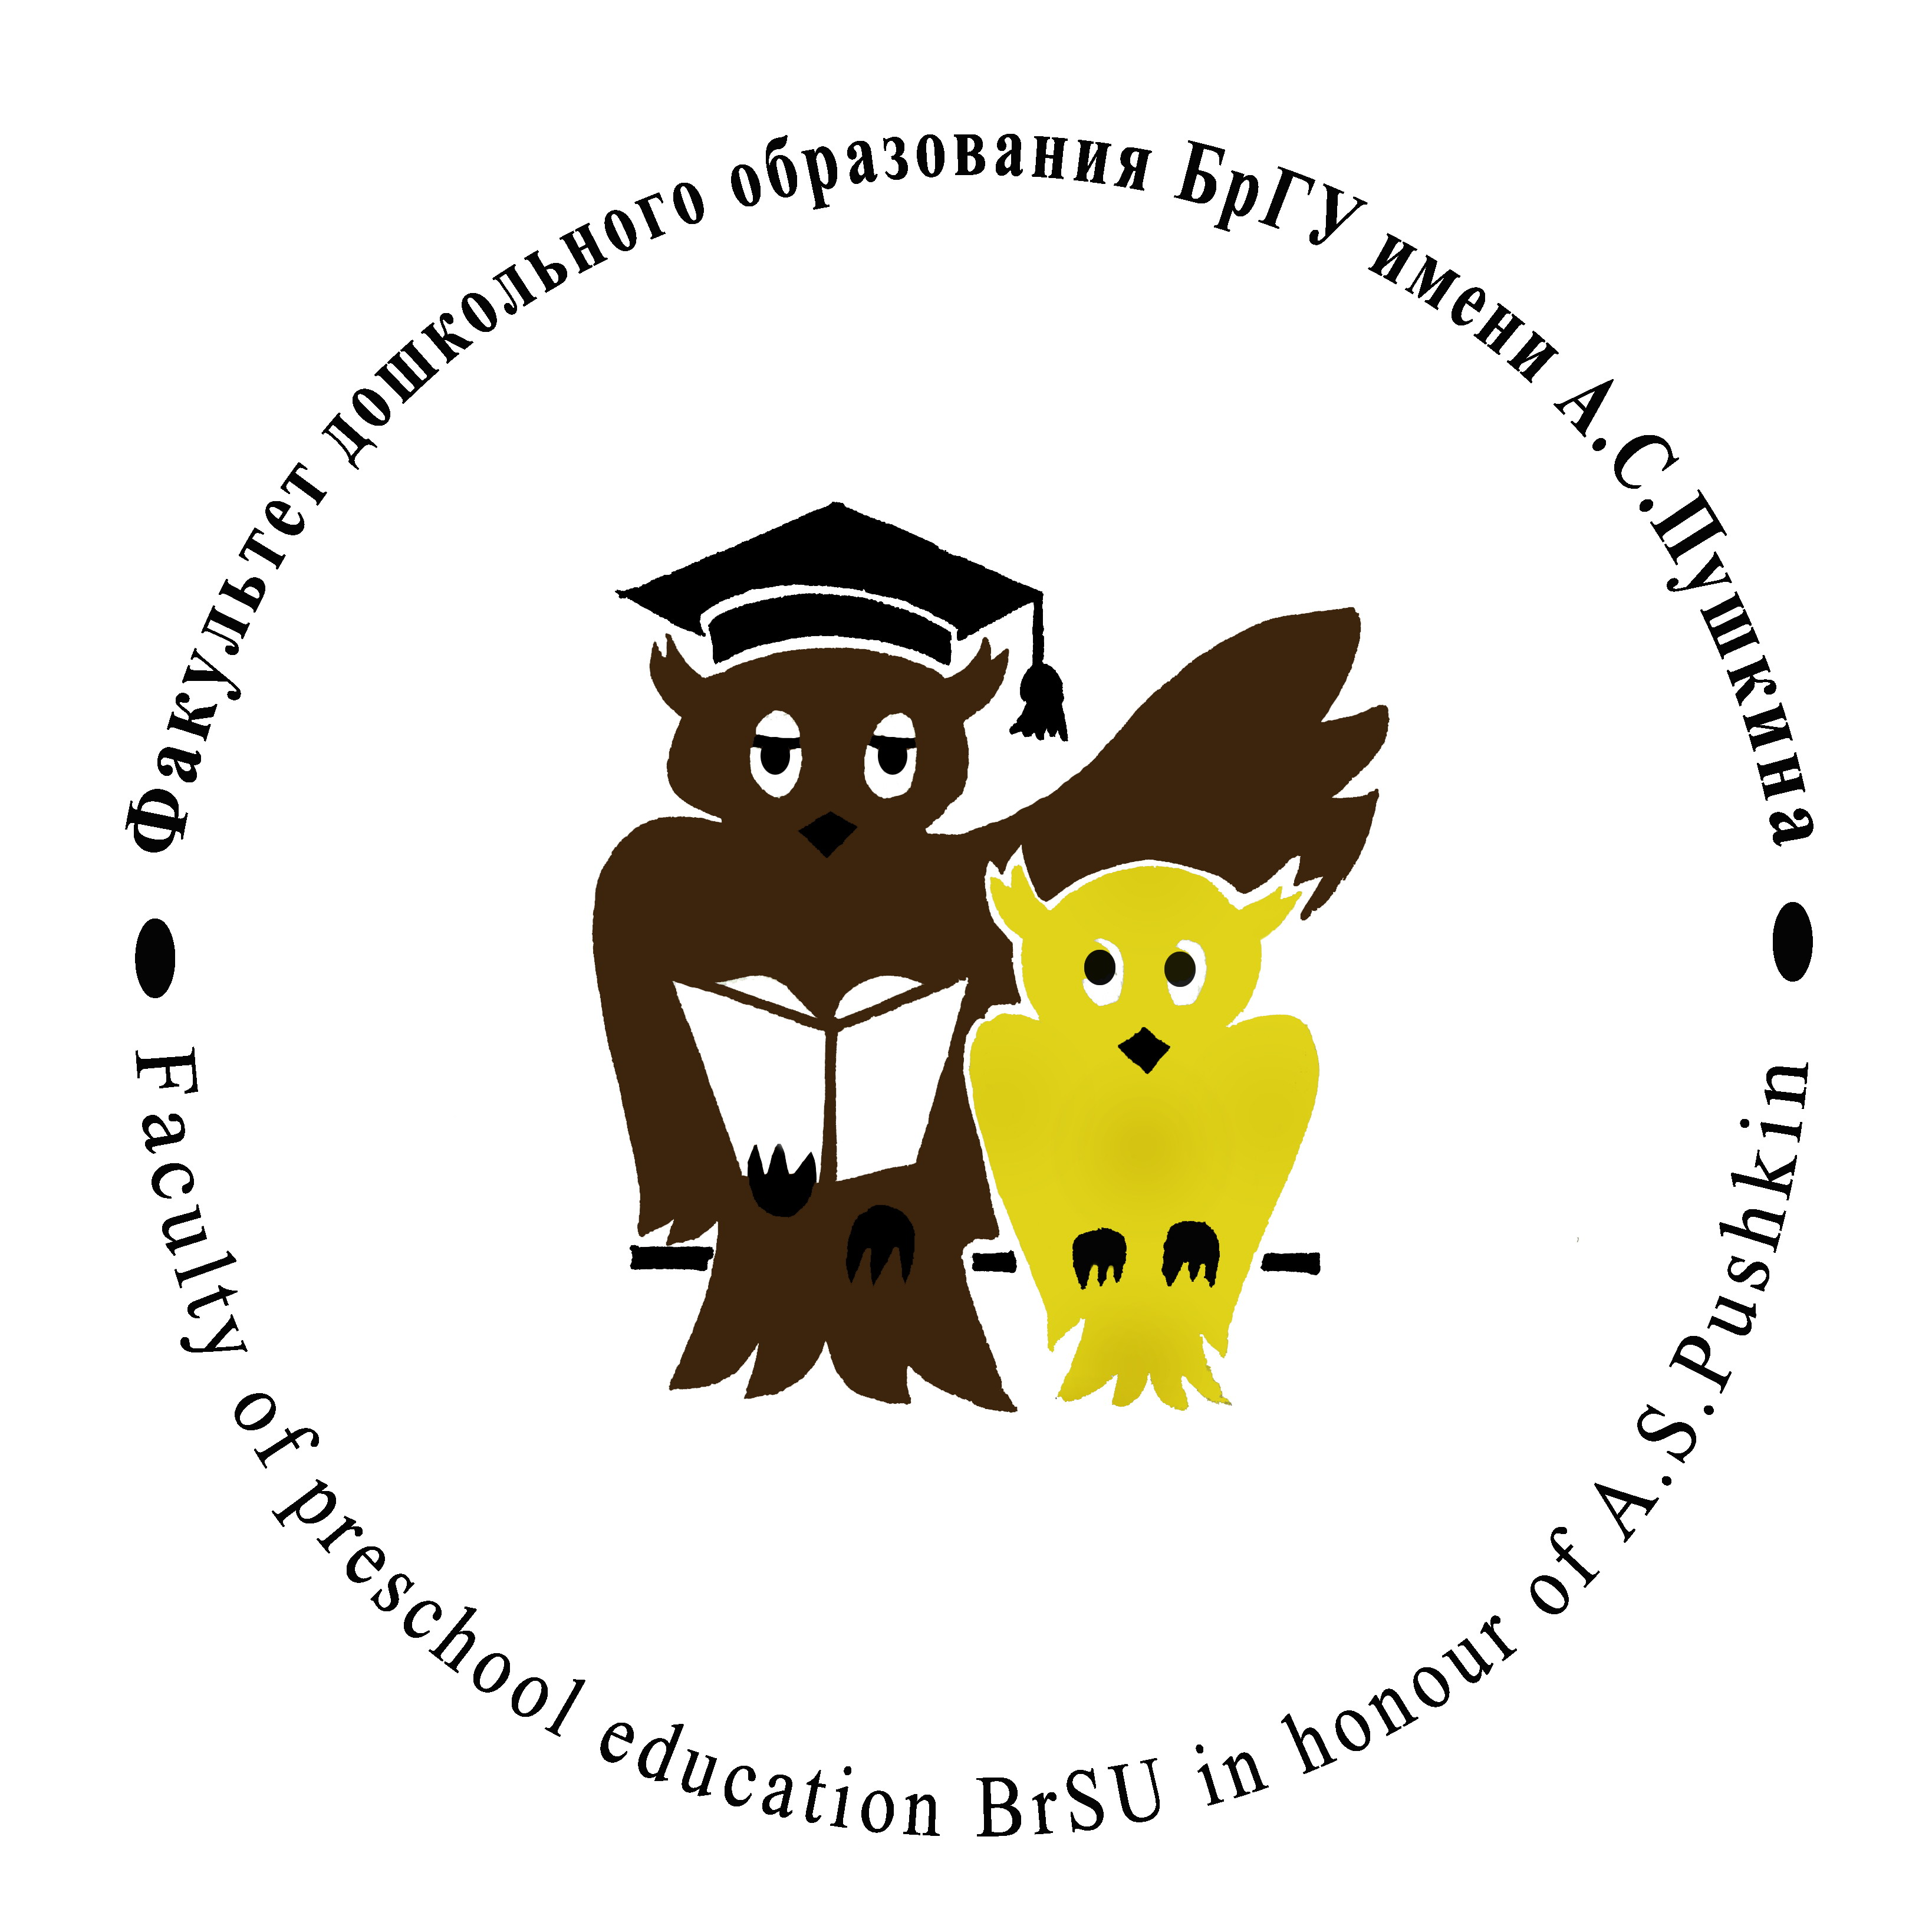 Факультет дошкольного образования БрГУ имени А.С.Пушкина
Faculty of preschool education BrSU in honour of A.S.Pushkin